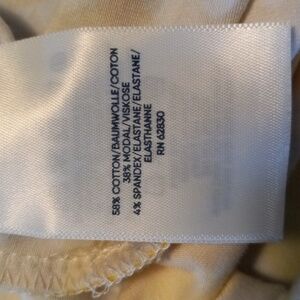 58% COTTON/BAUMWOLLE/COTON
38% MODAL/VISKOSE
4% SPANDEX/ELASTANE/ELASTANE/
ELASTHANNE
RN 62830